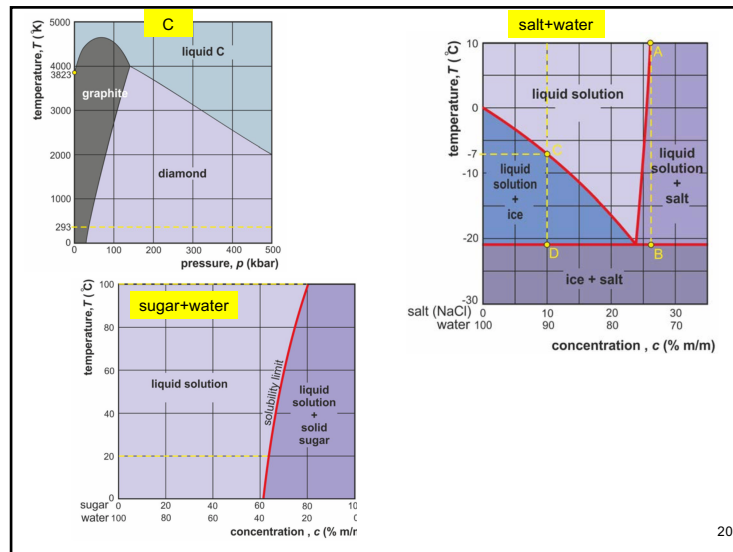 C
temperature, T (°K)
5000
4000
3823
3000
2000
1000
293
0
liquid C
graphite
diamond
0 100 200 300 400 500
pressure, p (kbar)
salt+water
temperature, T (°C)
10
0
-7
-10
-20
-30
A
liquid solution
C
liquid
solution
+
ice
liquid
solution
+
salt
D
B
ice + salt
salt (NaCl) 0 10 20 30
water 100 90 80 70
concentration , c (% m/m)
sugar+water
temperature, T (°C)
100
80
60
40
20
0
liquid solution
solubility limit
liquid
solution
+
solid
sugar
sugar 0 20 40 60 80 10
water 100 80 60 40 20 0
concentration , c (% m/r
20